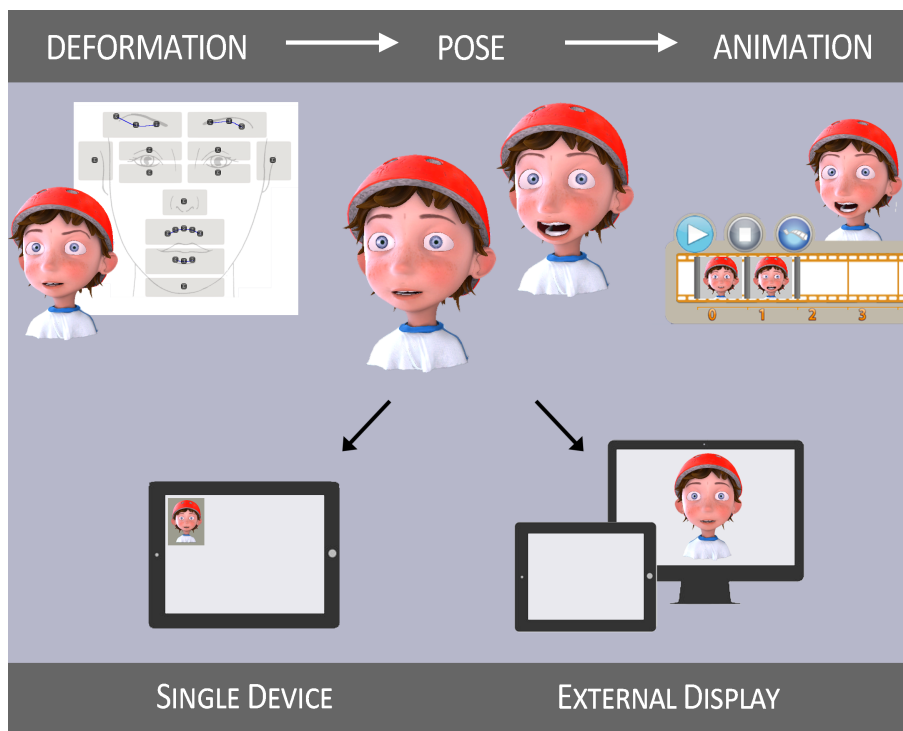 DEFORMATION POSE ANIMATION
0 1 2 3
SINGLE DEVICE EXTERNAL DISPLAY